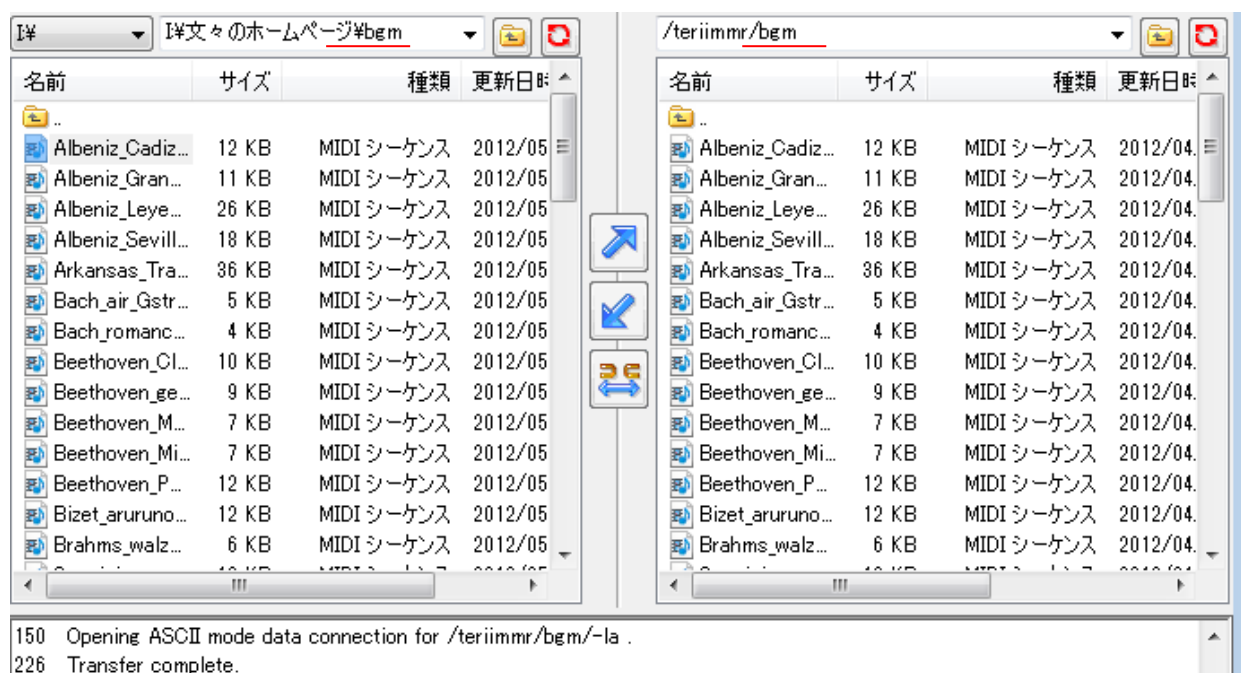 I¥ I¥文々のホームページ¥bgm /teriimmr/bgm
名前 サイズ 種類 更新日時 名前 サイズ 種類 更新日時
.. ..
Albeniz_Cadiz... 12 KB MIDI シーケンス 2012/05 Albeniz_Cadiz... 12 KB MIDI シーケンス 2012/04.
Albeniz_Gran... 11 KB MIDI シーケンス 2012/05 Albeniz_Gran... 11 KB MIDI シーケンス 2012/04.
Albeniz_Leye... 26 KB MIDI シーケンス 2012/05 Albeniz_Leye... 26 KB MIDI シーケンス 2012/04.
Albeniz_Sevill... 18 KB MIDI シーケンス 2012/05 Albeniz_Sevill... 18 KB MIDI シーケンス 2012/04.
Arkansas_Tra... 36 KB MIDI シーケンス 2012/05 Arkansas_Tra... 36 KB MIDI シーケンス 2012/04.
Bach_air_Gstr... 5 KB MIDI シーケンス 2012/05 Bach_air_Gstr... 5 KB MIDI シーケンス 2012/04.
Bach_romanc... 4 KB MIDI シーケンス 2012/05 Bach_romanc... 4 KB MIDI シーケンス 2012/04.
Beethoven_Cl... 10 KB MIDI シーケンス 2012/05 Beethoven_Cl... 10 KB MIDI シーケンス 2012/04.
Beethoven_ge... 9 KB MIDI シーケンス 2012/05 Beethoven_ge... 9 KB MIDI シーケンス 2012/04.
Beethoven_M... 7 KB MIDI シーケンス 2012/05 Beethoven_M... 7 KB MIDI シーケンス 2012/04.
Beethoven_Mi... 7 KB MIDI シーケンス 2012/05 Beethoven_Mi... 7 KB MIDI シーケンス 2012/04.
Beethoven_P... 12 KB MIDI シーケンス 2012/05 Beethoven_P... 12 KB MIDI シーケンス 2012/04.
Bizet_aruruno... 12 KB MIDI シーケンス 2012/05 Bizet_aruruno... 12 KB MIDI シーケンス 2012/04.
Brahms_walz... 6 KB MIDI シーケンス 2012/05 Brahms_walz... 6 KB MIDI シーケンス 2012/04.
150 Opening ASCII mode data connection for /teriimmr/bgm/-la .
226 Transfer complete.